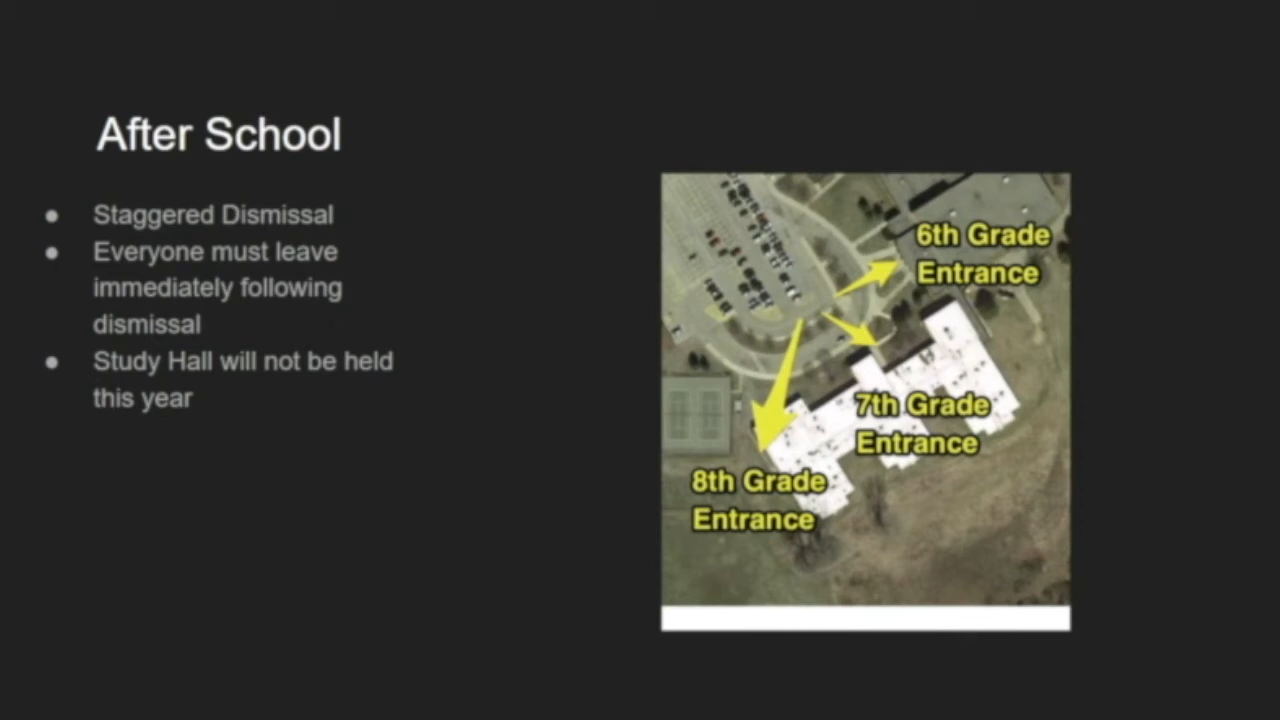 After School
● Staggered Dismissal
● Everyone must leave
immediately following
dismissal
● Study Hall will not be held
this year
6th Grade
Entrance
7th Grade
Entrance
8th Grade
Entrance